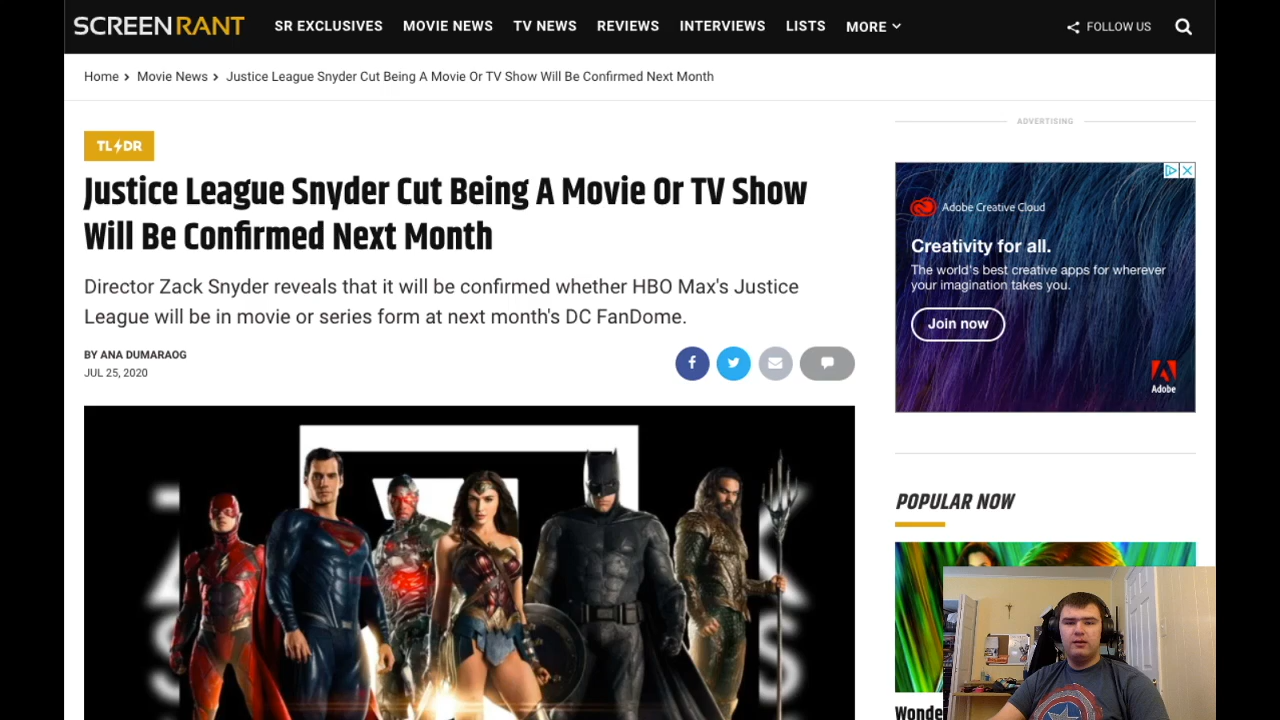 SCREENRANT
SR EXCLUSIVES MOVIE NEWS TV NEWS REVIEWS INTERVIEWS LISTS MORE
FOLLOW US
Home > Movie News > Justice League Snyder Cut Being A Movie Or TV Show Will Be Confirmed Next Month
TL DR
Justice League Snyder Cut Being A Movie Or TV Show
Will Be Confirmed Next Month
Director Zack Snyder reveals that it will be confirmed whether HBO Max's Justice
League will be in movie or series form at next month's DC FanDome.
BY ANA DUMARAOG
JUL 25, 2020
ADVERTISING
Adobe Creative Cloud
Creativity for all.
The world's best creative apps for wherever
your imagination takes you.
Join now
Adobe
POPULAR NOW
Wonde